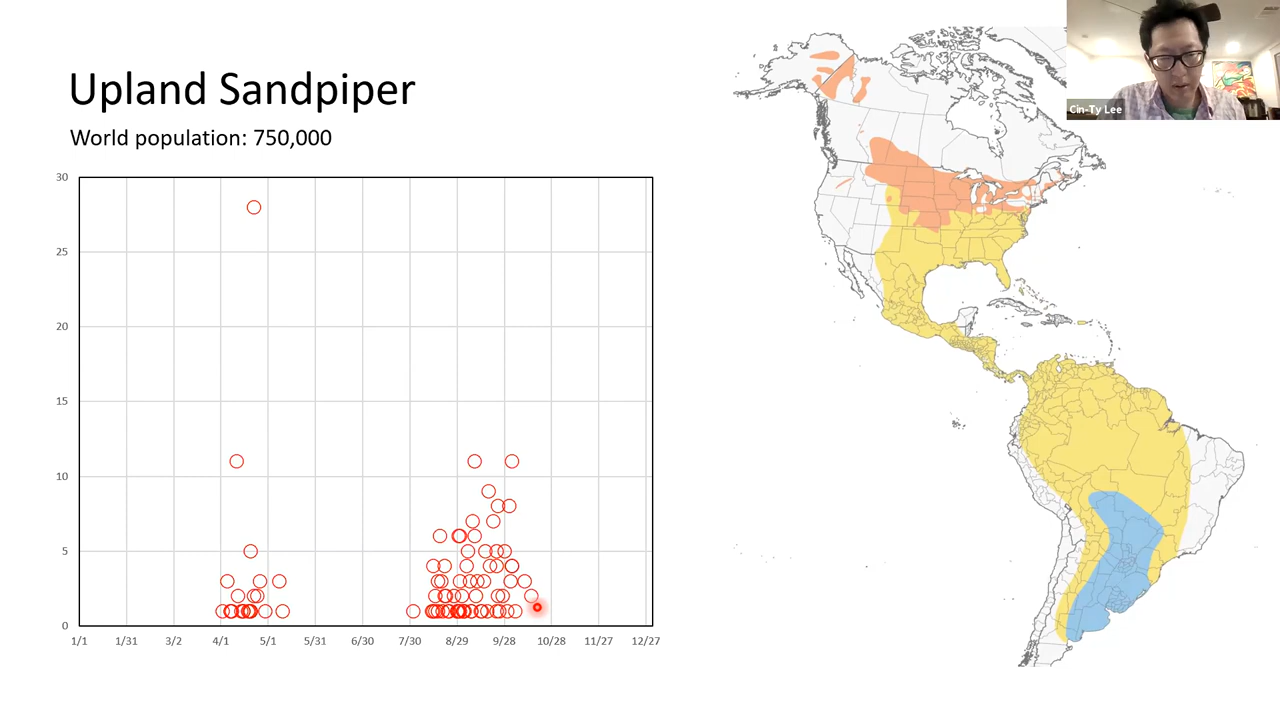 Upland Sandpiper
World population: 750,000
Cin-Ty Lee
30
25
20
15
10
5
0
1/1 1/31 3/2 4/1 5/1 5/31 6/30 7/30 8/29 9/28 10/28 11/27 12/27